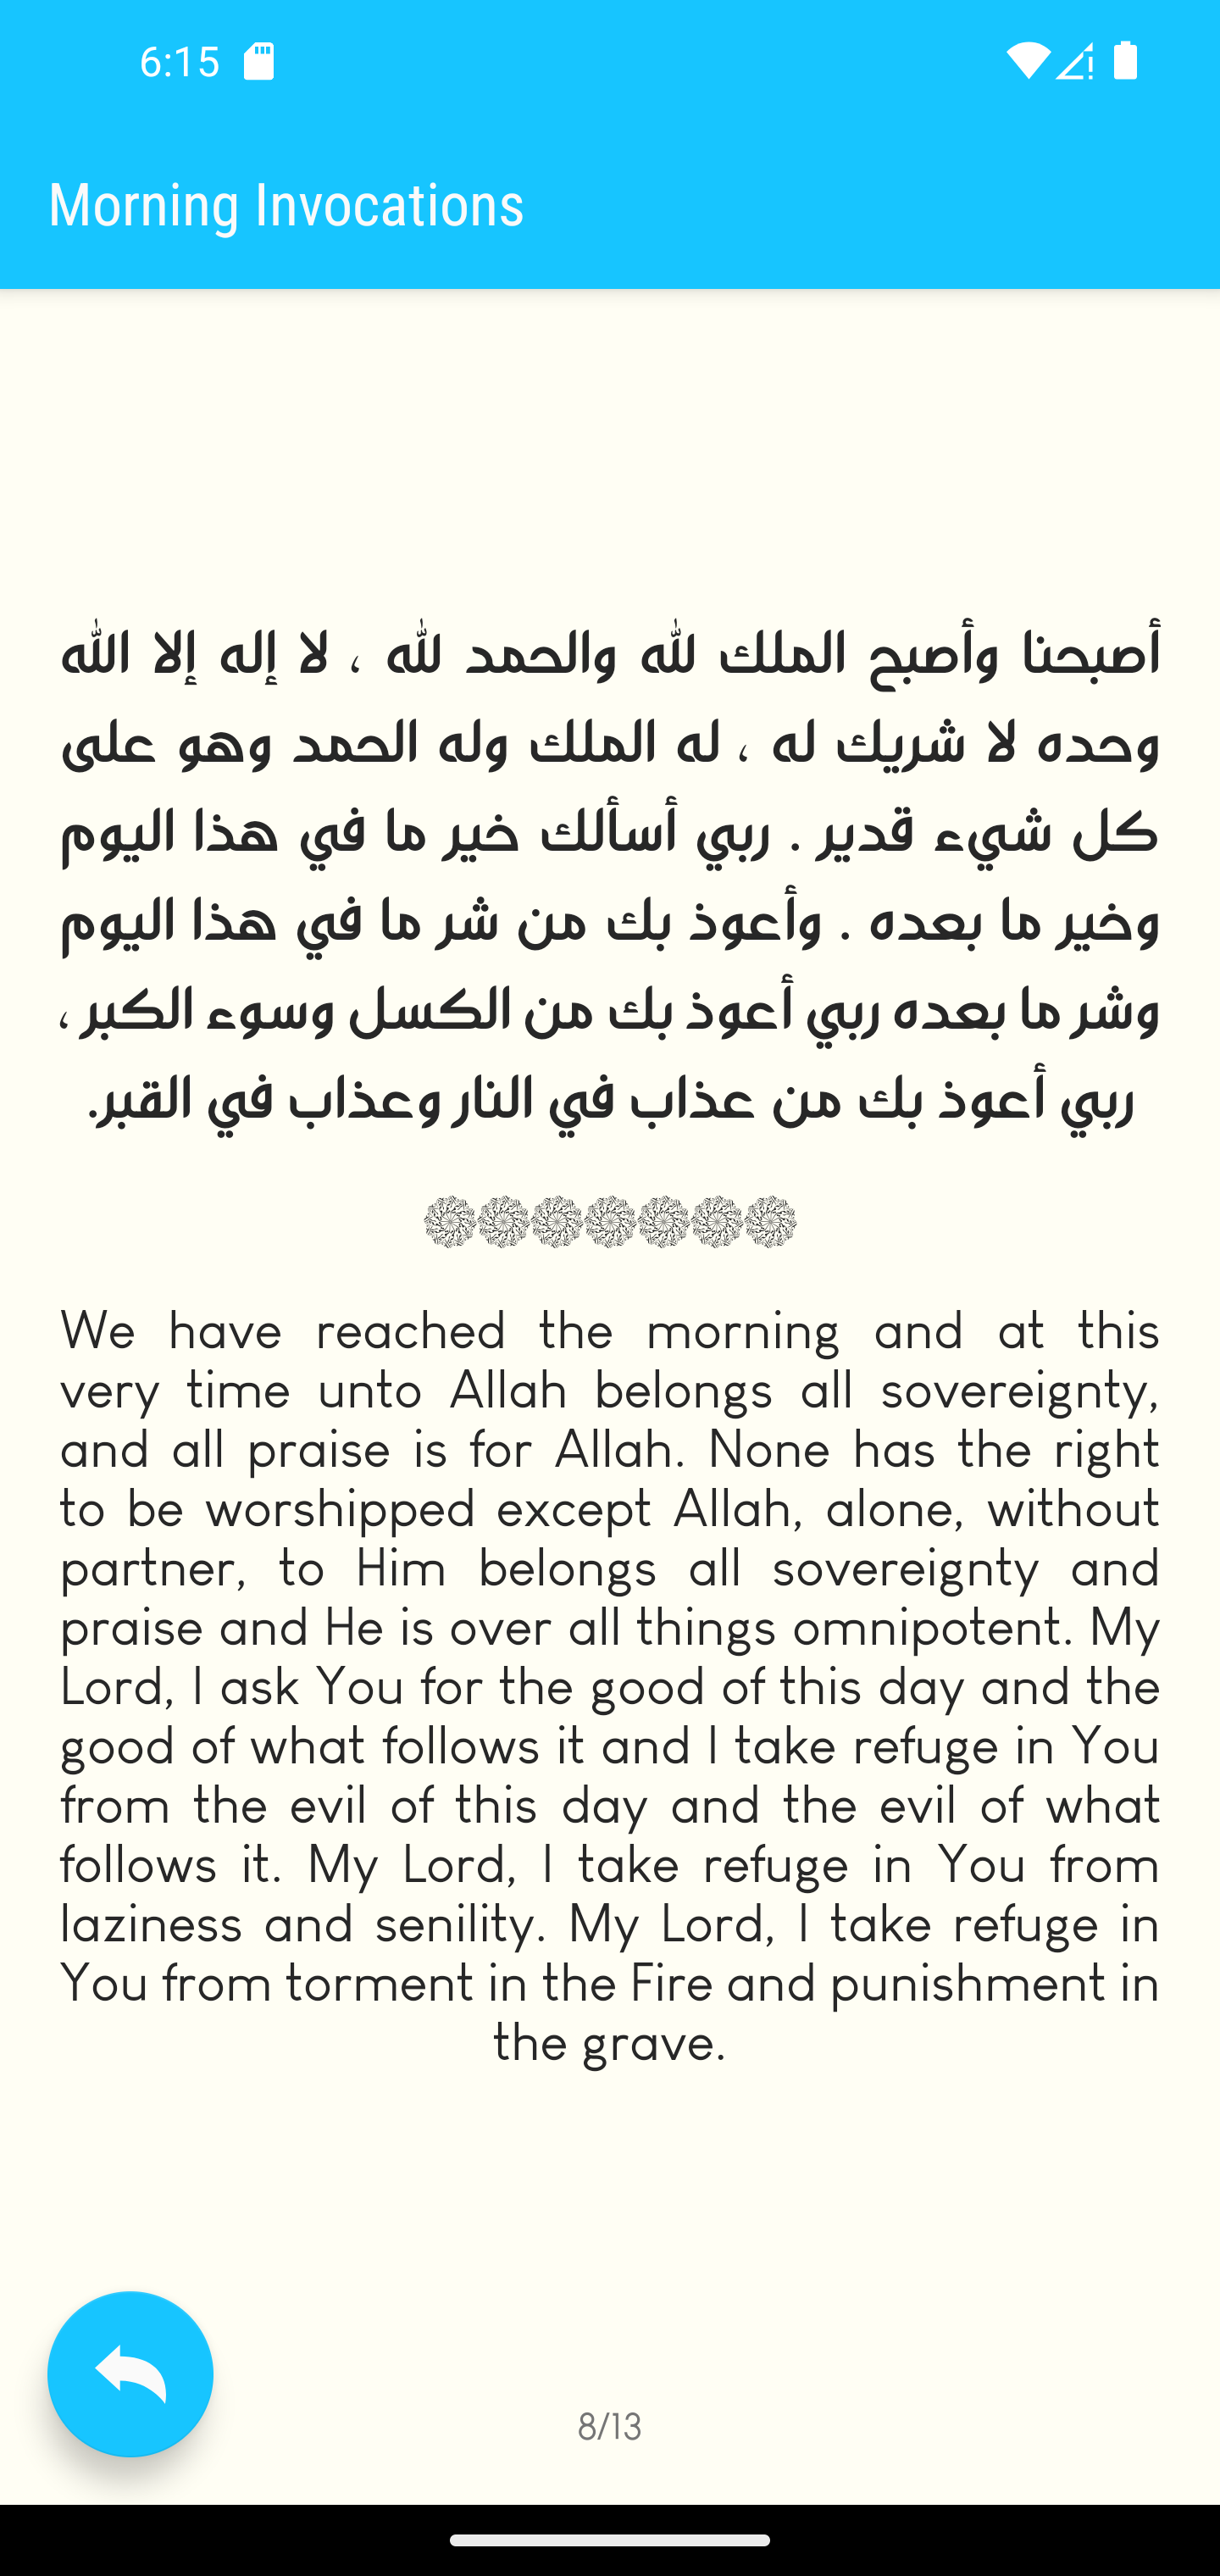 6:15
Morning Invocations
أصبحنا وأصبح الملك لله والحمد لله ، لا إله إلا الله
وحده لا شريك له ، له الملك وله الحمد وهو على
كل شيء قدير . ربي أسألك خير ما في هذا اليوم
وخير ما بعده . وأعوذ بك من شر ما في هذا اليوم
وشر ما بعده ربي أعوذ بك من الكسل وسوء الكبر ،
ربي أعوذ بك من عذاب في النار وعذاب في القبر.
We have reached the morning and at this
very time unto Allah belongs all sovereignty,
and all praise is for Allah. None has the right
to be worshipped except Allah, alone, without
partner, to Him belongs all sovereignty and
praise and He is over all things omnipotent. My
Lord, I ask You for the good of this day and the
good of what follows it and I take refuge in You
from the evil of this day and the evil of what
follows it. My Lord, I take refuge in You from
laziness and senility. My Lord, I take refuge in
You from torment in the Fire and punishment in
the grave.
8/13